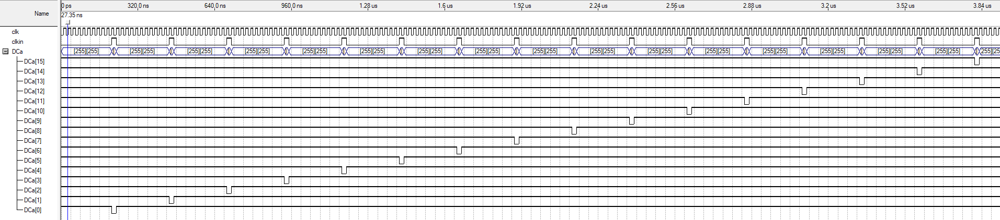 Name
0 ps 320.0 ns 640.0 ns 960.0 ns 1.28 us 1.6 us 1.92 us 2.24 us 2.56 us 2.88 us 3.2 us 3.52 us 3.84 us
27.35 ns
clk
clkin
DCa [255][255] [255][255] [255][255] [255][255] [255][255] [255][255] [255][255] [255][255] [255][255] [255][255] [255][255] [255][255] [255][255] [255][255] [255][255] [255][255] [255][25
DCa[15]
DCa[14]
DCa[13]
DCa[12]
DCa[11]
DCa[10]
DCa[9]
DCa[8]
DCa[7]
DCa[6]
DCa[5]
DCa[4]
DCa[3]
DCa[2]
DCa[1]
DCa[0]